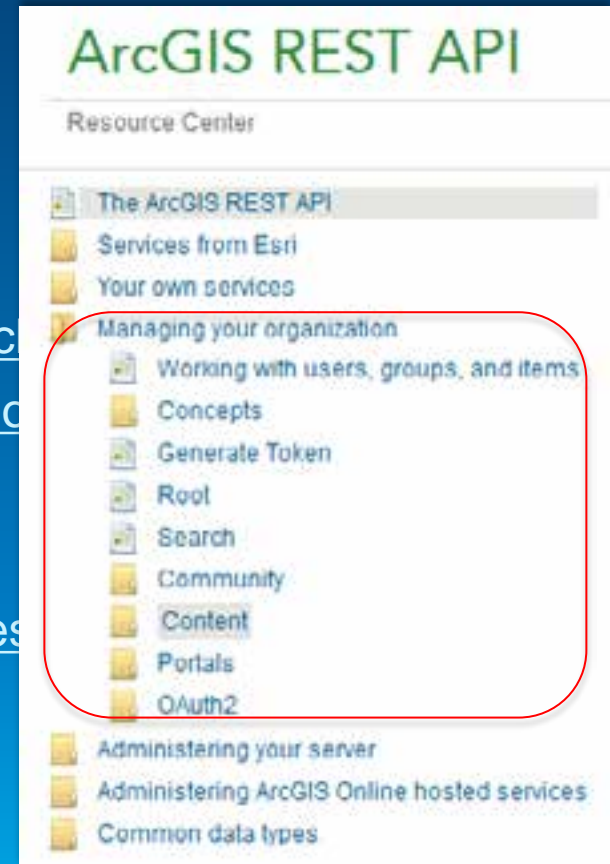 ArcGIS REST API
Resource Center
The ArcGIS REST API
Services from Esri
Your own services
Managing your organization
Working with users, groups, and items
Concepts
Generate Token
Root
Search
Community
Content
Portals
OAuth2
Administering your server
Administering ArcGIS Online hosted services
Common data types